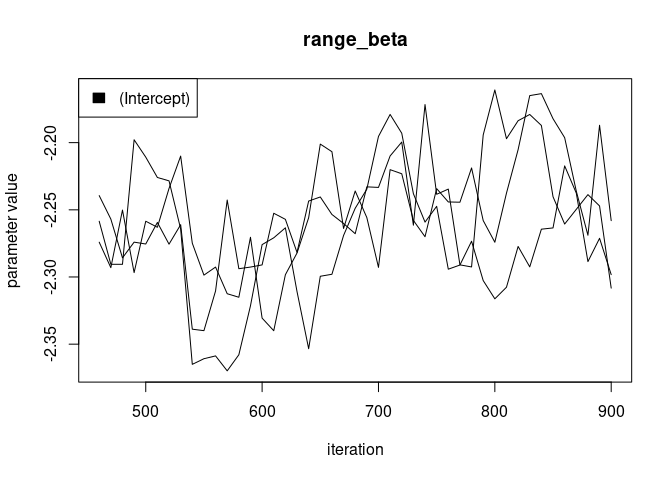 range_beta
(Intercept)
parameter value
-2.20
-2.25
-2.30
-2.35
500 600 700 800 900
iteration